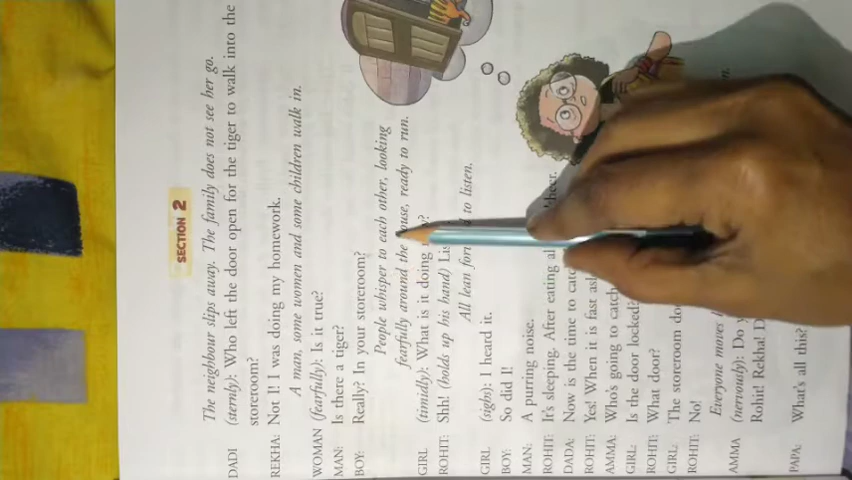 SECTION 2
The neighbour slips away. The family does not see her go.
DADI (sternly): Who left the door open for the tiger to walk into the
storeroom?
REKHA: Not I! I was doing my homework.
A man, some women and some children walk in.
WOMAN (fearfully): Is it true?
MAN: Is there a tiger?
BOY: Really? In your storeroom?
People whisper to each other, looking
fearfully around the house, ready to run.
GIRL (timidly): What is it doing
ROHIT: Shh! (holds up his hand)
All lean to listen.
GIRL (sighs): I heard it.
BOY: So did I!
MAN: A purring noise.
ROHIT: It's sleeping. After eating
DADA: Now is the time to
ROHIT: Yes! When it is fast
AMMA: Who's going to catch
GIRL: Is the door locked?
ROHIT: What door?
GIRL: The storeroom
ROHIT: No!
Everyone moves
AMMA (nervously): Do
Rohit! Rekha!
PAPA: What's all this?